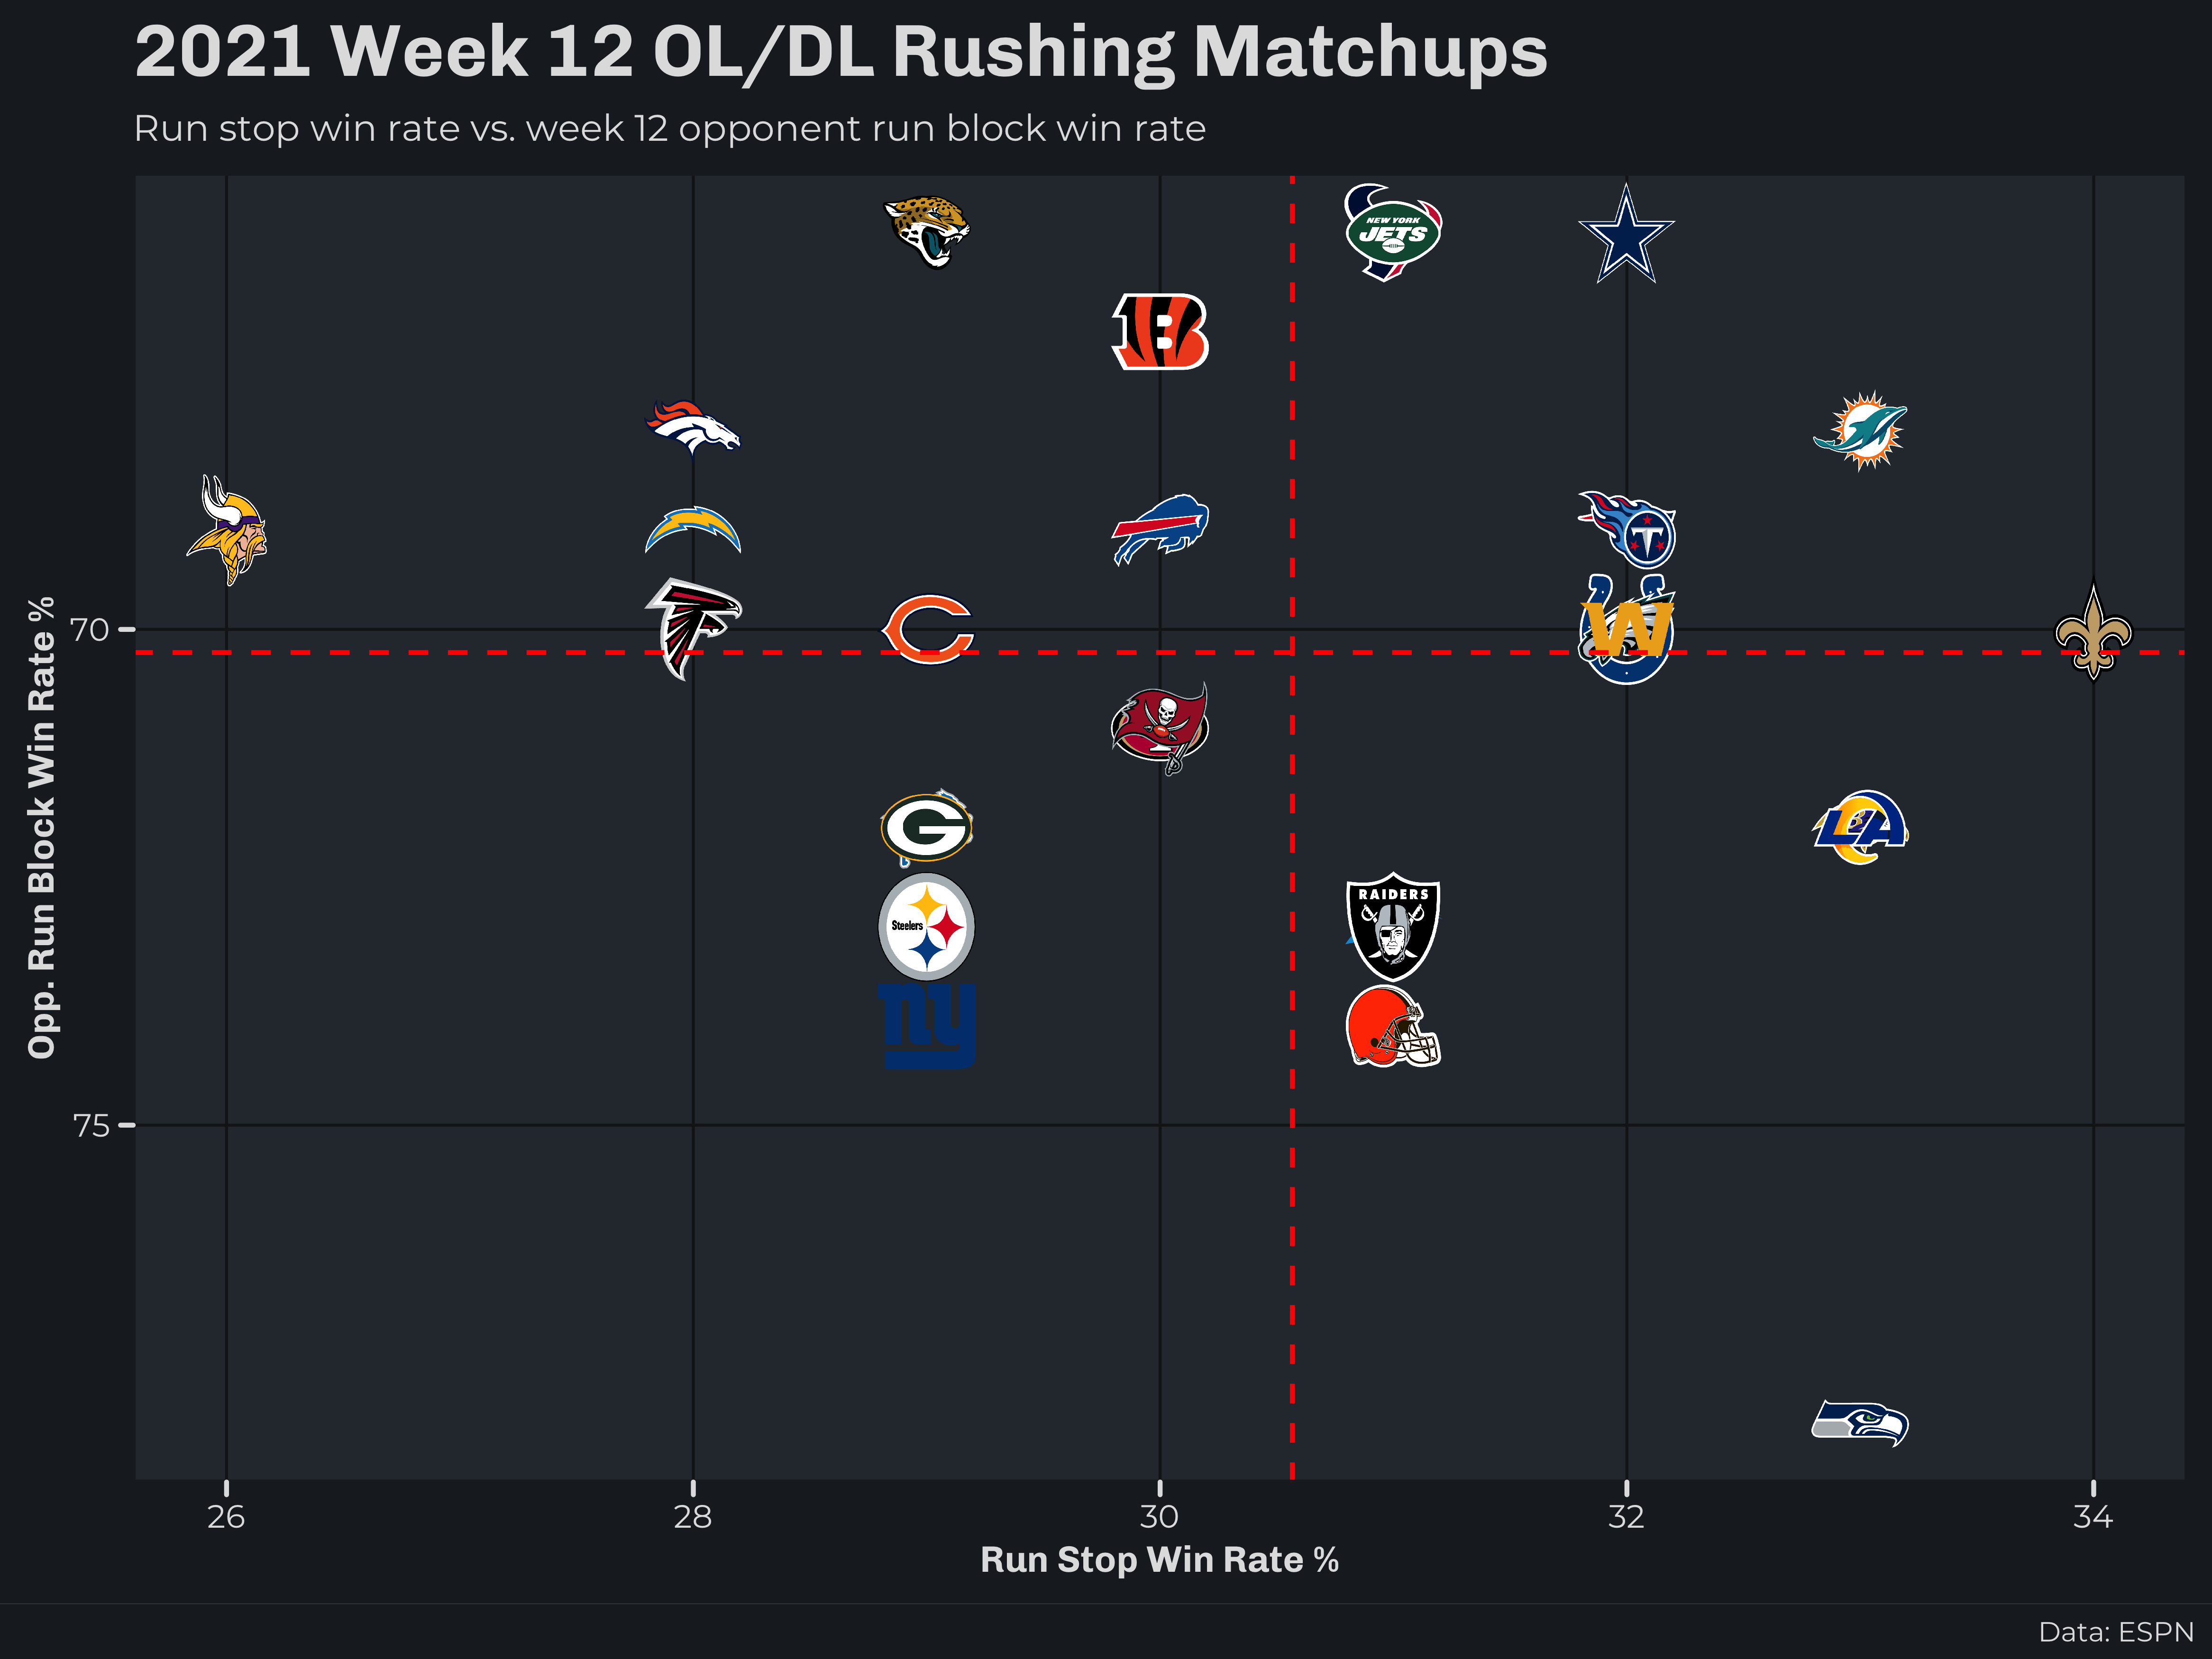 2021 Week 12 OL/DL Rushing Matchups
Run stop win rate vs. week 12 opponent run block win rate
NEW YORK
JETS
B
T
W
70
G
LA
Steelers
RAIDERS
ny
75
Opp. Run Block Win Rate %
26
28
30
32
34
Run Stop Win Rate %
Data: ESPN